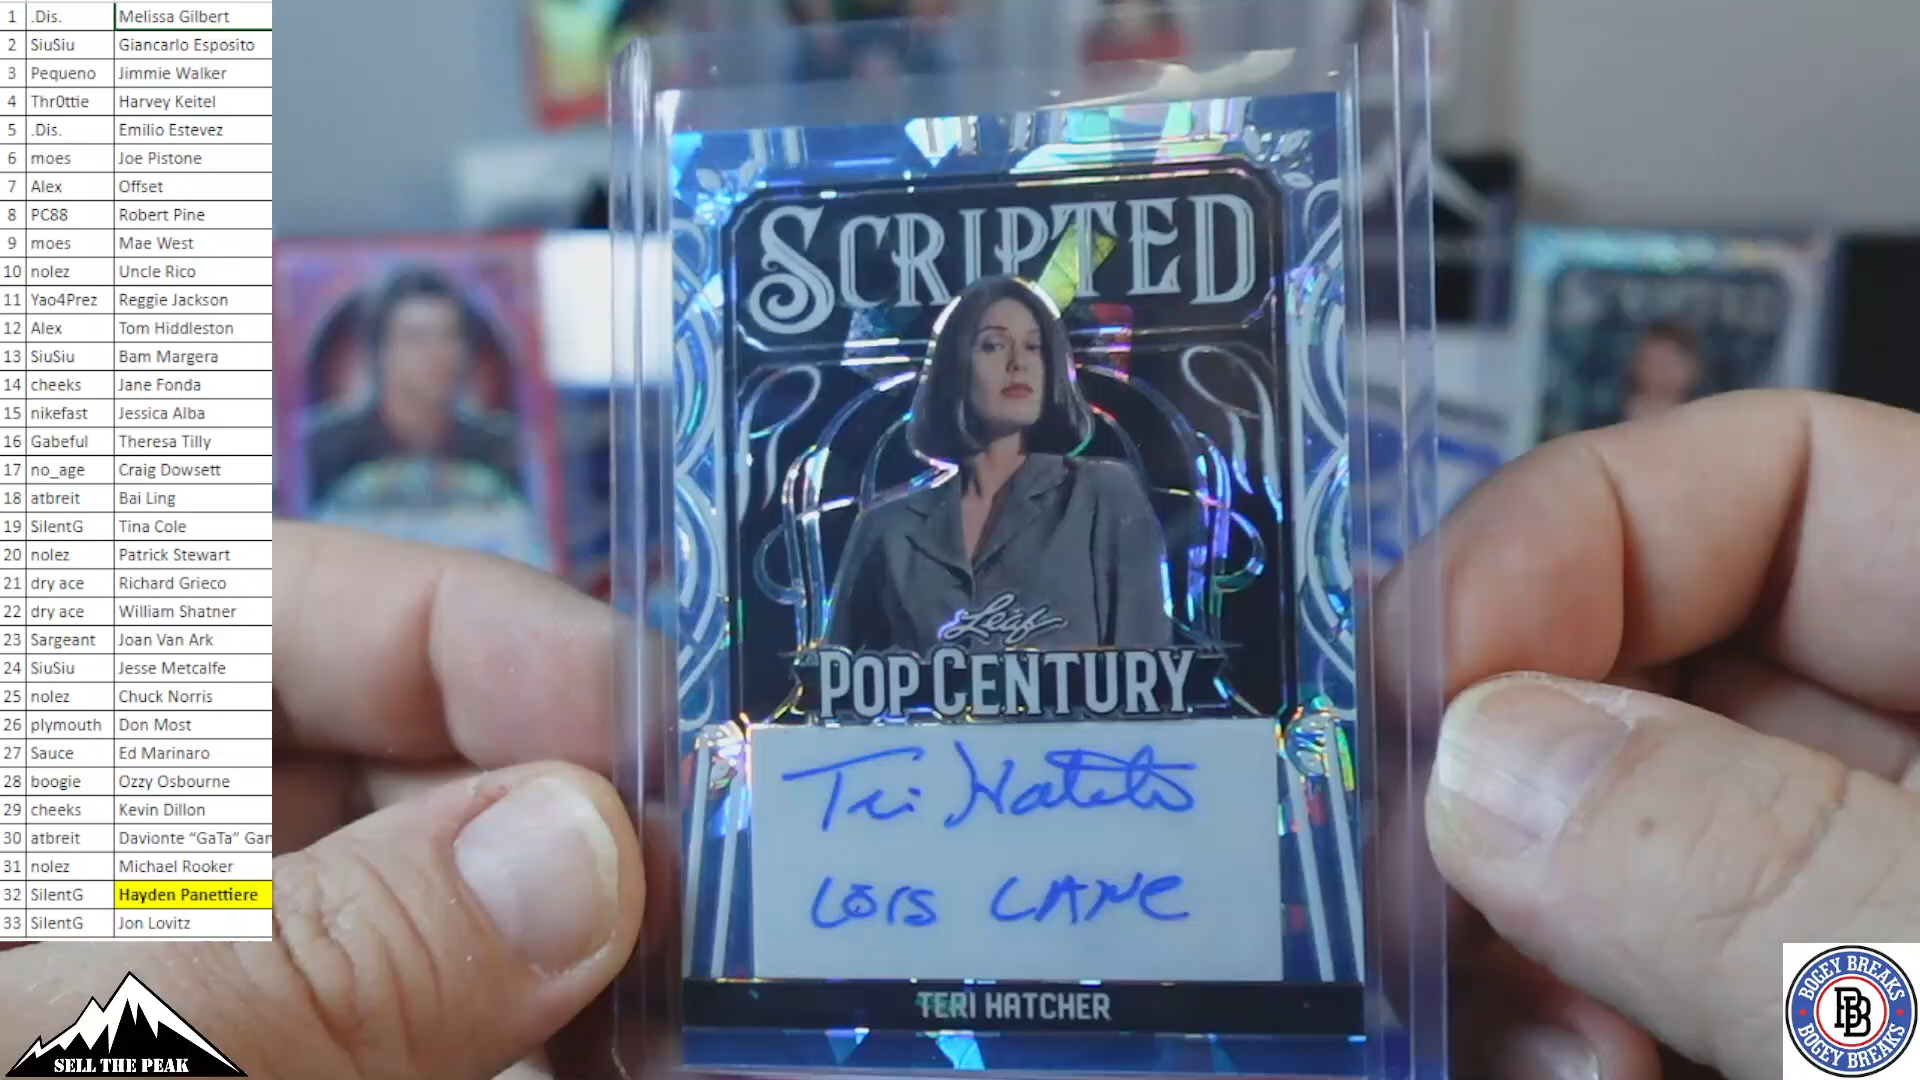 1 .Dis. Melissa Gilbert
2 SiuSiu Giancarlo Esposito
3 Pequeno Jimmie Walker
4 Thr0ttie Harvey Keitel
5 .Dis. Emilio Estevez
6 moes Joe Pistone
7 Alex Offset
8 PC88 Robert Pine
9 moes Mae West
10 nolez Uncle Rico
11 Yao4Prez Reggie Jackson
12 Alex Tom Hiddleston
13 SiuSiu Bam Margera
14 cheeks Jane Fonda
15 nikefast Jessica Alba
16 Gabeful Theresa Tilly
17 no_age Craig Dowsett
18 atbreit Bai Ling
19 SilentG Tina Cole
20 nolez Patrick Stewart
21 dry ace Richard Grieco
22 dry ace William Shatner
23 Sargeant Joan Van Ark
24 SiuSiu Jesse Metcalfe
25 nolez Chuck Norris
26 plymouth Don Most
27 Sauce Ed Marinaro
28 boogie Ozzy Osbourne
29 cheeks Kevin Dillon
30 atbreit Davionte “GaTa” Gan
31 nolez Michael Rooker
32 SilentG Hayden Panettiere
33 SilentG Jon Lovitz
SELL THE PEAK
SCRIPTED
Leaf
POP CENTURY
Teri Hatcher
LOIS LANE
TERI HATCHER
BOGEY BREAKS
BB
BOGEY BREAKS